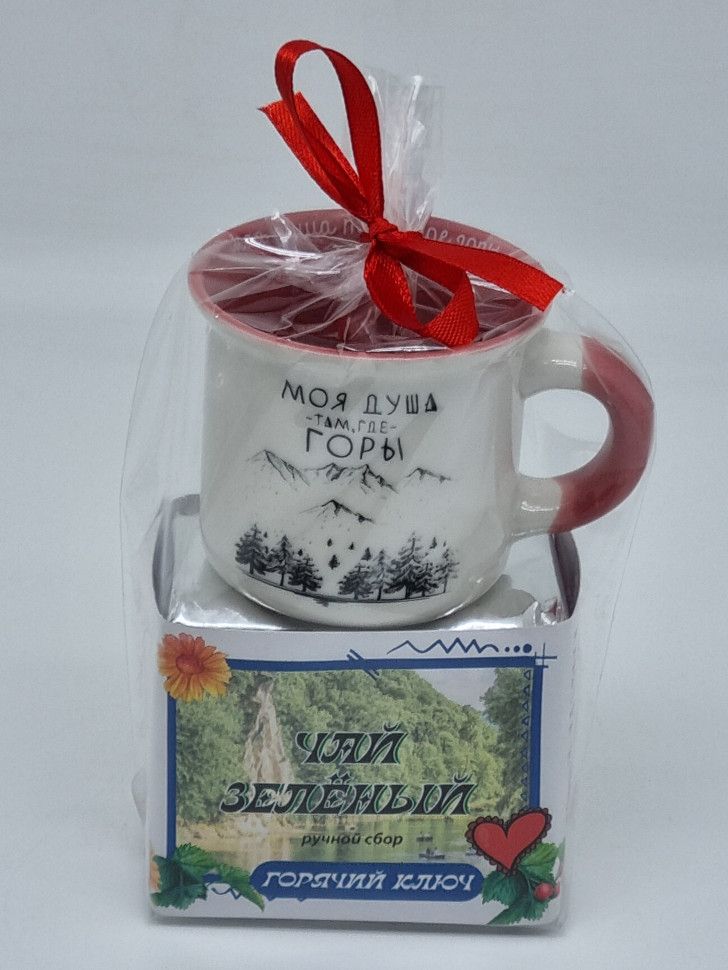 МОЯ ДУША
-ТАМ, ГДЕ-
ГОРЫ
ЧАЙ
ЗЕЛЁНЫЙ
ручной сбор
ГОРЯЧИЙ КЛЮЧ